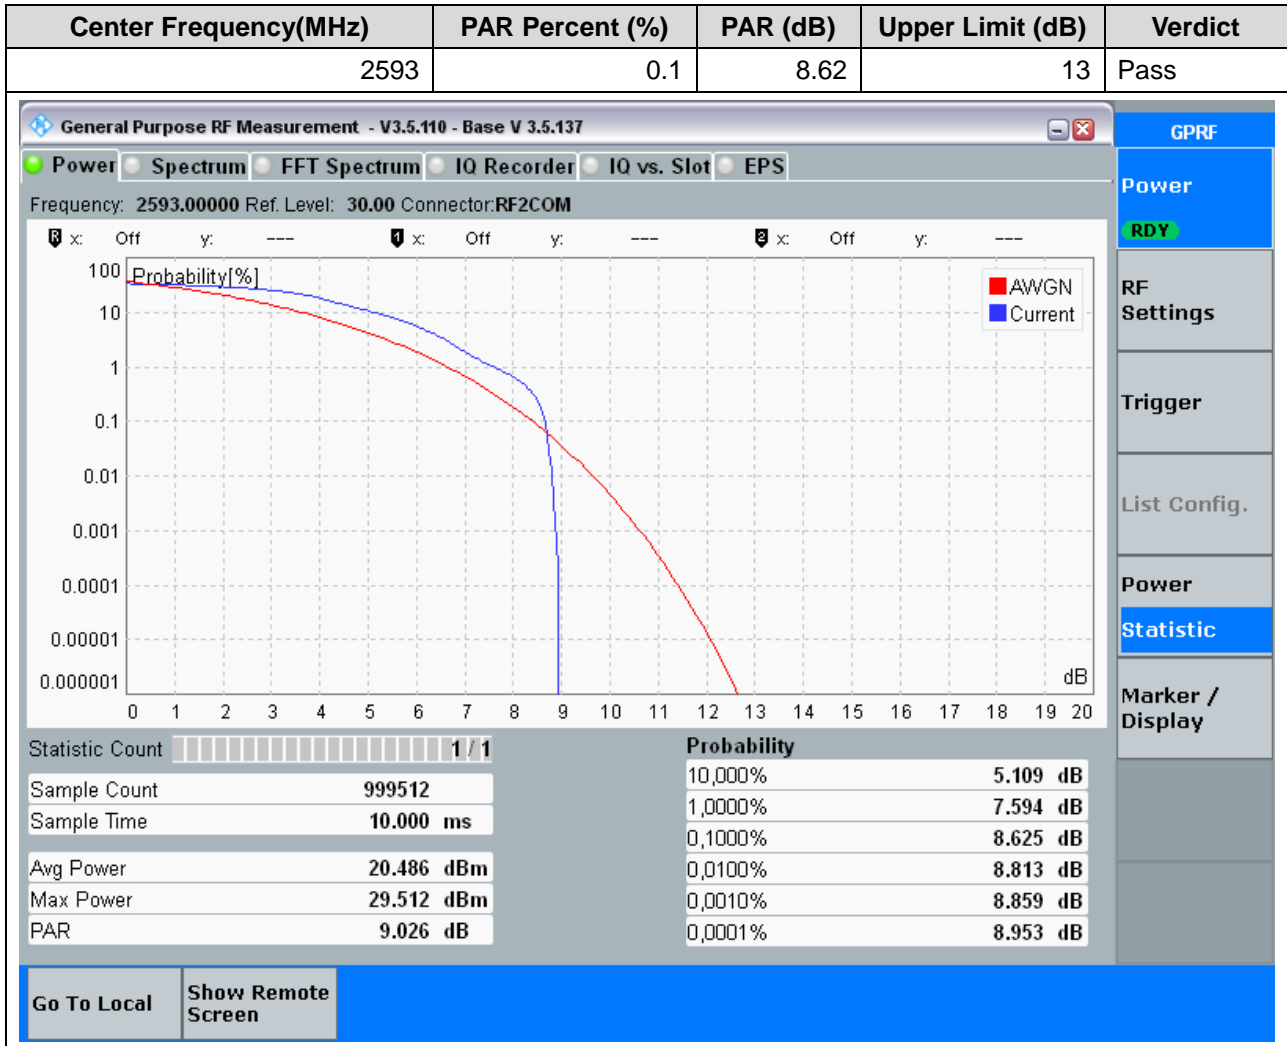 Center Frequency(MHz) PAR Percent (%) PAR (dB) Upper Limit (dB) Verdict
2593 0.1 8.62 13 Pass
General Purpose RF Measurement - V3.5.110 - Base V 3.5.137
GPRF
Power Spectrum FFT Spectrum IQ Recorder IQ vs. Slot EPS
Frequency: 2593.00000 Ref. Level: 30.00 Connector:RF2COM
R x: Off y: --- 1 x: Off y: --- 2 x: Off y: ---
Probability[%]
100
10
1
0.1
0.01
0.001
0.0001
0.00001
0.000001
AWGN
Current
dB
0 1 2 3 4 5 6 7 8 9 10 11 12 13 14 15 16 17 18 19 20
Statistic Count 1 / 1
Sample Count 999512
Sample Time 10.000 ms
Avg Power 20.486 dBm
Max Power 29.512 dBm
PAR 9.026 dB
Probability
10,000% 5.109 dB
1,0000% 7.594 dB
0,1000% 8.625 dB
0,0100% 8.813 dB
0,0010% 8.859 dB
0,0001% 8.953 dB
Power
RDY
RF
Settings
Trigger
List Config.
Power
Statistic
Marker /
Display
Go To Local
Show Remote
Screen